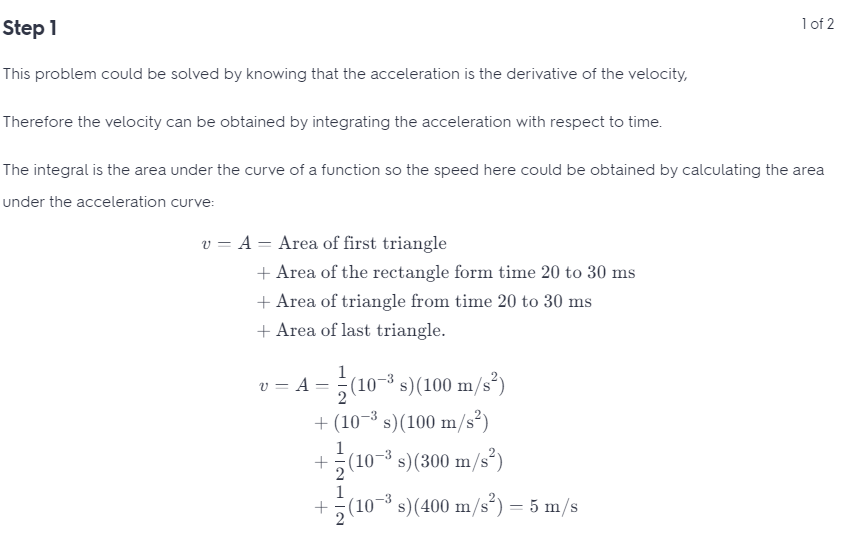 Step 1
1 of 2
This problem could be solved by knowing that the acceleration is the derivative of the velocity,
Therefore the velocity can be obtained by integrating the acceleration with respect to time.
The integral is the area under the curve of a function so the speed here could be obtained by calculating the area
under the acceleration curve:
v = A = Area of first triangle
+ Area of the rectangle form time 20 to 30 ms
+ Area of triangle from time 20 to 30 ms
+ Area of last triangle.
v = A = \frac{1}{2}(10^{-3} s)(100 m/s^2)
+ (10^{-3} s)(100 m/s^2)
+ \frac{1}{2}(10^{-3} s)(300 m/s^2)
+ \frac{1}{2}(10^{-3} s)(400 m/s^2) = 5 m/s